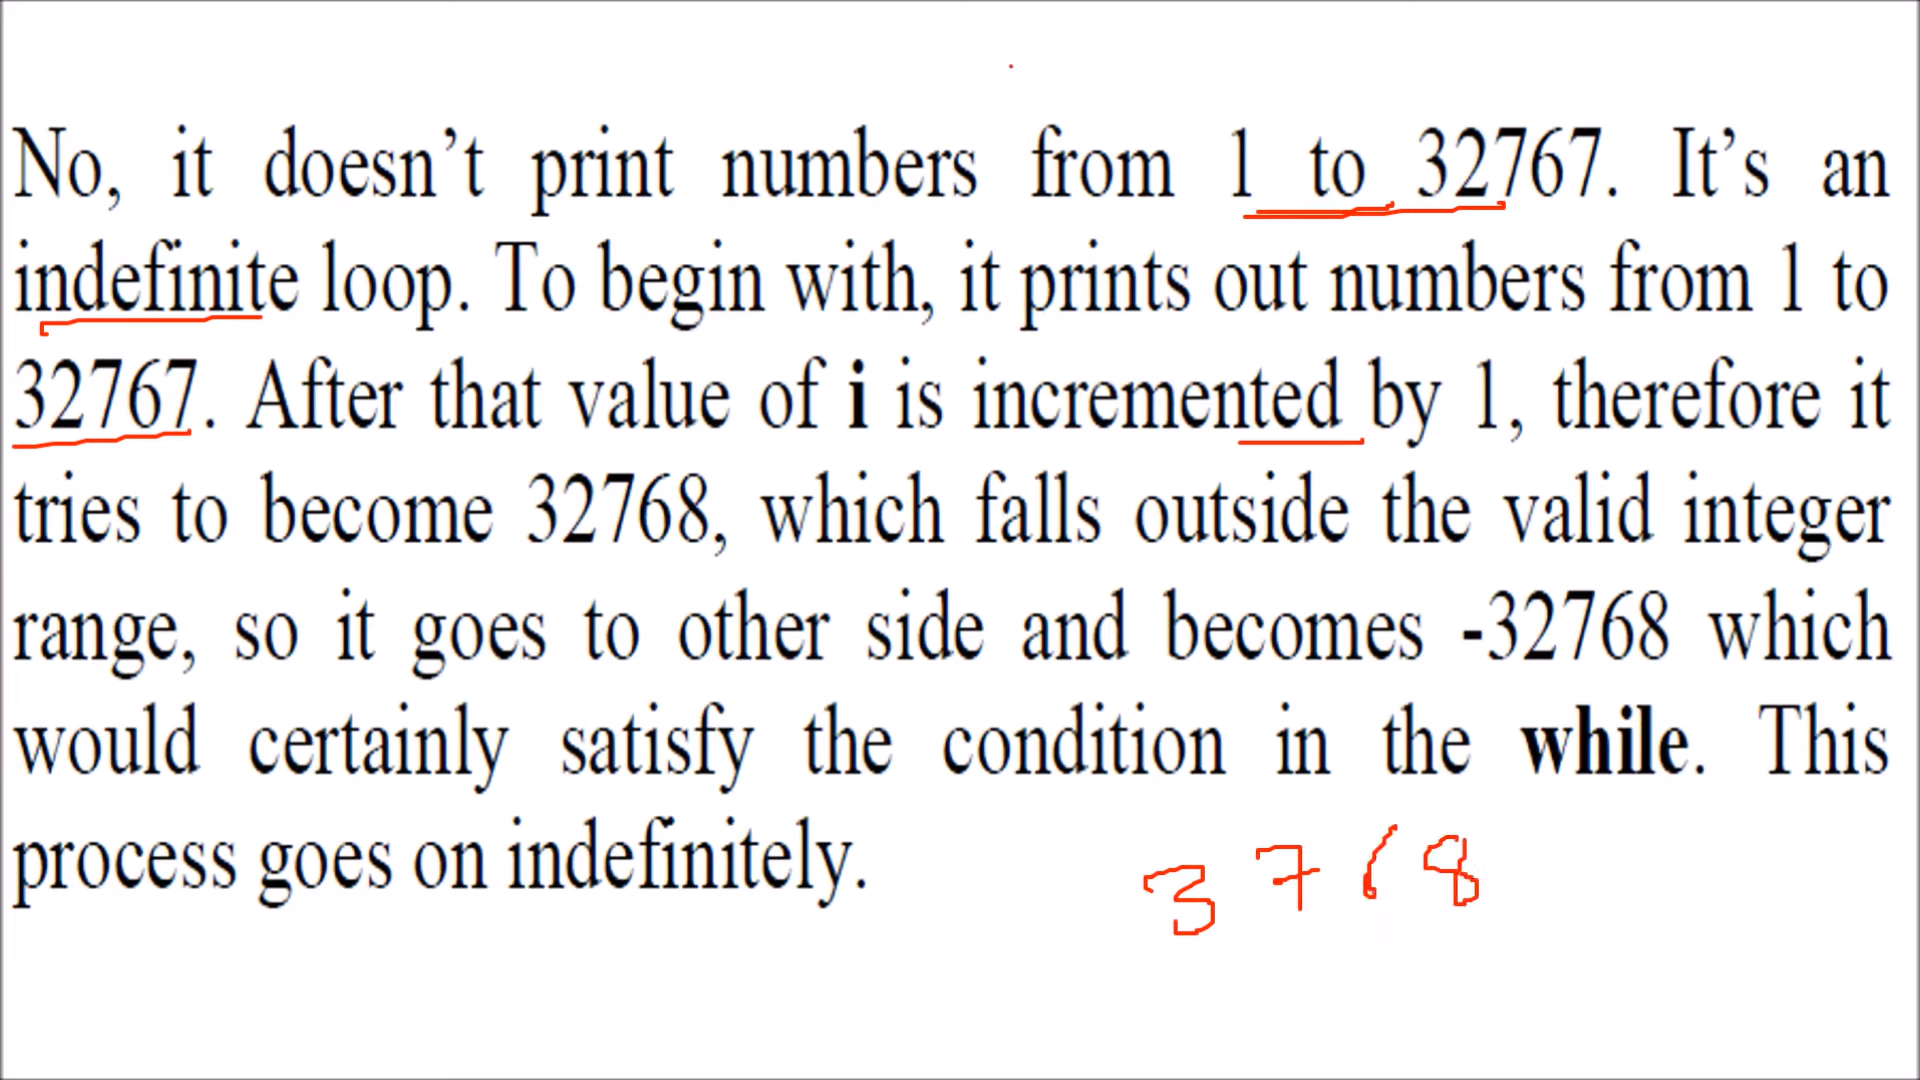 No, it doesn’t print numbers from 1 to 32767. It’s an
indefinite loop. To begin with, it prints out numbers from 1 to
32767. After that value of i is incremented by 1, therefore it
tries to become 32768, which falls outside the valid integer
range, so it goes to other side and becomes -32768 which
would certainly satisfy the condition in the while. This
process goes on indefinitely.
3768